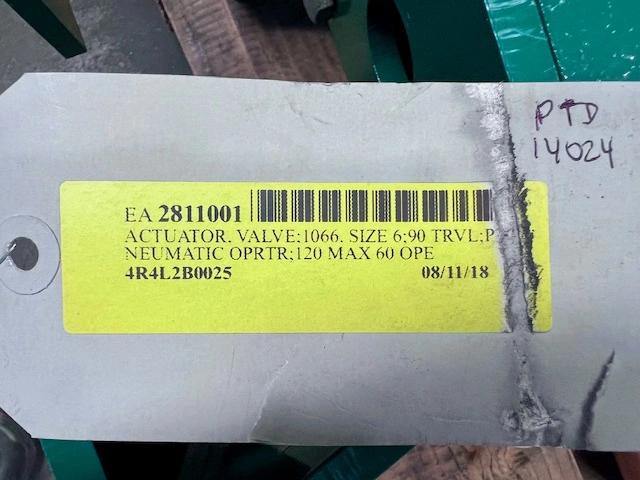 PTD
14024
EA 2811001
ACTUATOR. VALVE;1066. SIZE 6;90 TRVL;P
NEUMATIC OPRTR;120 MAX 60 OPE
4R4L2B0025 08/11/18